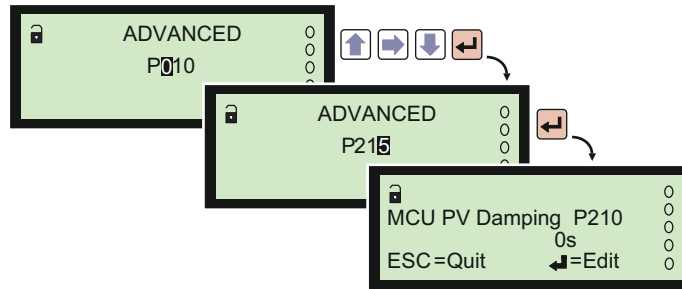 ADVANCED
P010
ADVANCED
P215
MCU PV Damping P210
0s
ESC=Quit ↵=Edit